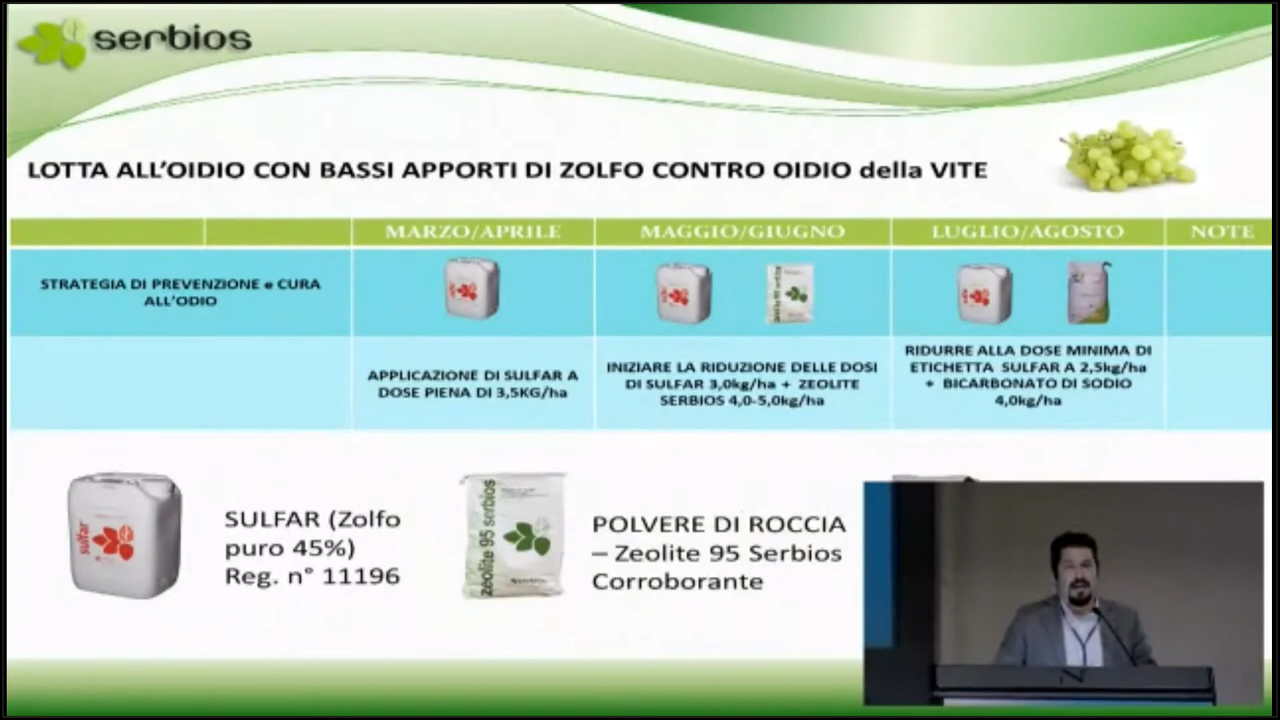 serbios
LOTTA ALL'OIDIO CON BASSI APPORTI DI ZOLFO CONTRO OIDIO della VITE
MARZO/APRILE
MAGGIO/GIUGNO
LUGLIO/AGOSTO
NOTE
STRATEGIA DI PREVENZIONE e CURA
ALL'ODIO
APPLICAZIONE DI SULFAR A
DOSE PIENA DI 3,5KG/ha
INIZIARE LA RIDUZIONE DELLE DOSI
DI SULFAR 3,0kg/ha + ZEOLITE
SERBIOS 4,0-5,0kg/ha
RIDURRE ALLA DOSE MINIMA DI
ETICHETTA SULFAR A 2,5kg/ha
+ BICARBONATO DI SODIO
4,0kg/ha
sulfar
SULFAR (Zolfo
puro 45%)
Reg. n° 11196
zeolite 95 serbios
POLVERE DI ROCCIA
– Zeolite 95 Serbios
Corroborante